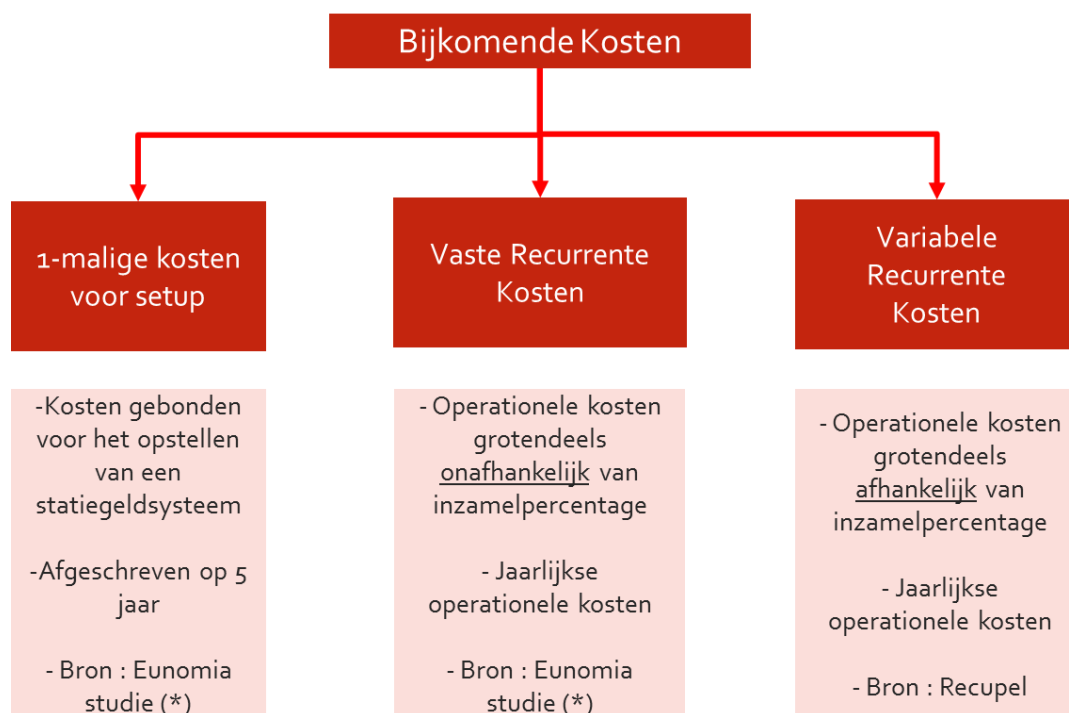 Bijkomende Kosten
1-malige kosten
voor setup
-Kosten gebonden
voor het opstellen
van een
statiegeldsysteem
-Afgeschreven op 5
jaar
- Bron : Eunomia
studie (*)
Vaste Recurrente
Kosten
- Operationele kosten
grotendeels
onafhankelijk van
inzamelpercentage
- Jaarlijkse
operationele kosten
- Bron : Eunomia
studie (*)
Variabele
Recurrente
Kosten
- Operationele kosten
grotendeels
afhankelijk van
inzamelpercentage
- Jaarlijkse
operationele kosten
- Bron : Recupel